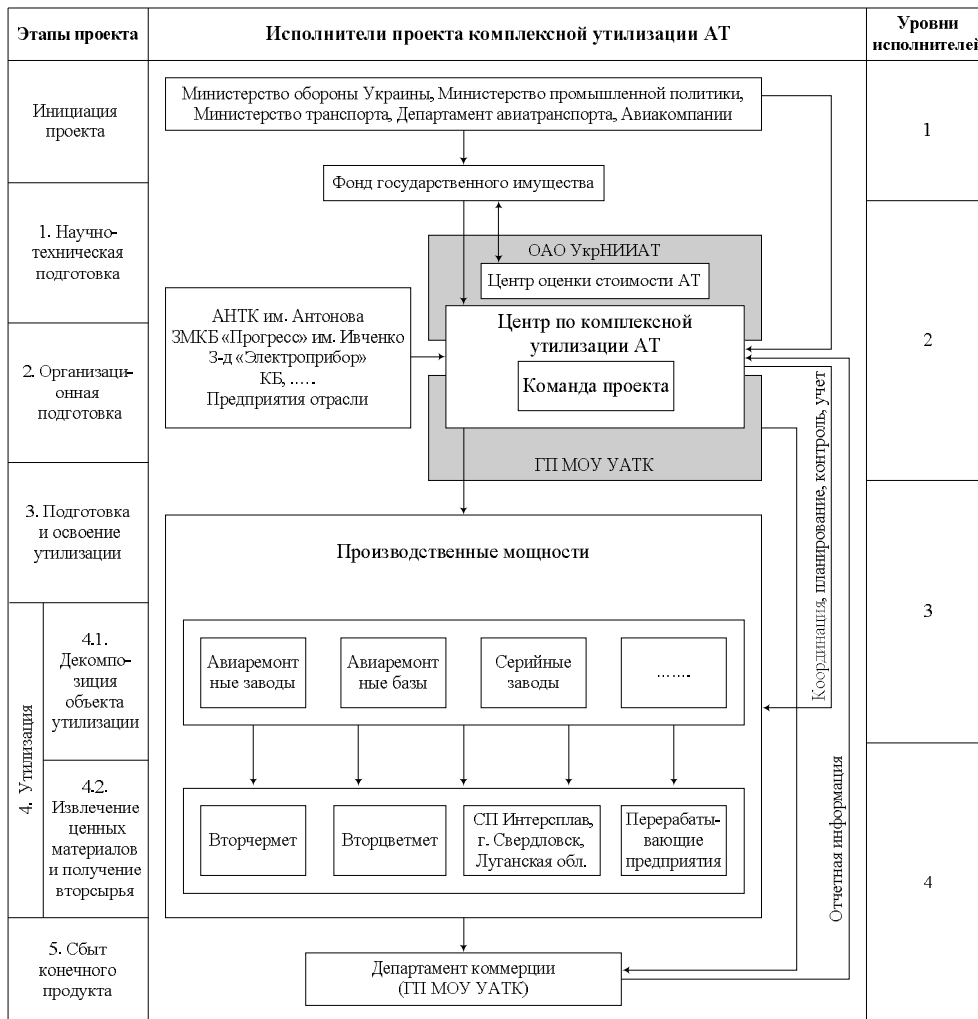 Этапы проекта
Исполнители проекта комплексной утилизации АТ
Уровни
исполнителей
Инициация
проекта
Министерство обороны Украины, Министерство промышленной политики,
Министерство транспорта, Департамент авиатранспорта, Авиакомпании
1
Фонд государственного имущества
1. Научно-
техническая
подготовка
ОАО УкрНИИАТ
Центр оценки стоимости АТ
АНТК им. Антонова
ЗМКБ «Прогресс» им. Ивченко
З-д «Электроприбор»
КБ, .....
Предприятия отрасли
Центр по комплексной
утилизации АТ
Команда проекта
2
2. Организаци-
онная
подготовка
ГП МОУ УАТК
Координация, планирование, контроль, учет
3. Подготовка
и освоение
утилизации
Производственные мощности
3
4. Утилизация
4.1.
Декомпо-
зиция
объекта
утилизации
Авиаремонт
ные заводы
Авиаремонт
ные базы
Серийные
заводы
.......
4.2.
Извлечение
ценных
материалов
и получение
вторсырья
Вторчермет
Вторцветмет
СП Интерсплав,
г. Свердловск,
Луганская обл.
Перерабаты-
вающие
предприятия
Отчетная информация
4
5. Сбыт
конечного
продукта
Департамент коммерции
(ГП МОУ УАТК)